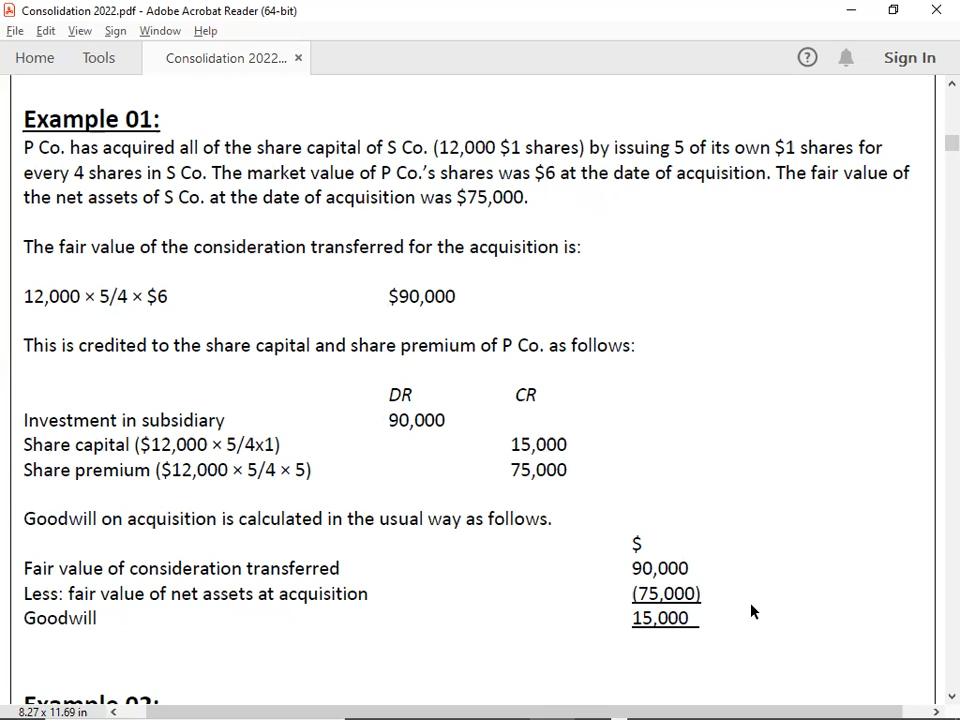 Consolidation 2022.pdf - Adobe Acrobat Reader (64-bit)
File Edit View Sign Window Help
Home Tools Consolidation 2022... × ? Sign In
Example 01:
P Co. has acquired all of the share capital of S Co. (12,000 $1 shares) by issuing 5 of its own $1 shares for
every 4 shares in S Co. The market value of P Co.'s shares was $6 at the date of acquisition. The fair value of
the net assets of S Co. at the date of acquisition was $75,000.
The fair value of the consideration transferred for the acquisition is:
12,000 × 5/4 × $6 $90,000
This is credited to the share capital and share premium of P Co. as follows:
DR CR
Investment in subsidiary 90,000
Share capital ($12,000 × 5/4x1) 15,000
Share premium ($12,000 × 5/4 × 5) 75,000
Goodwill on acquisition is calculated in the usual way as follows.
$
Fair value of consideration transferred 90,000
Less: fair value of net assets at acquisition (75,000)
Goodwill 15,000
Example 02:
8.27 x 11.69 in